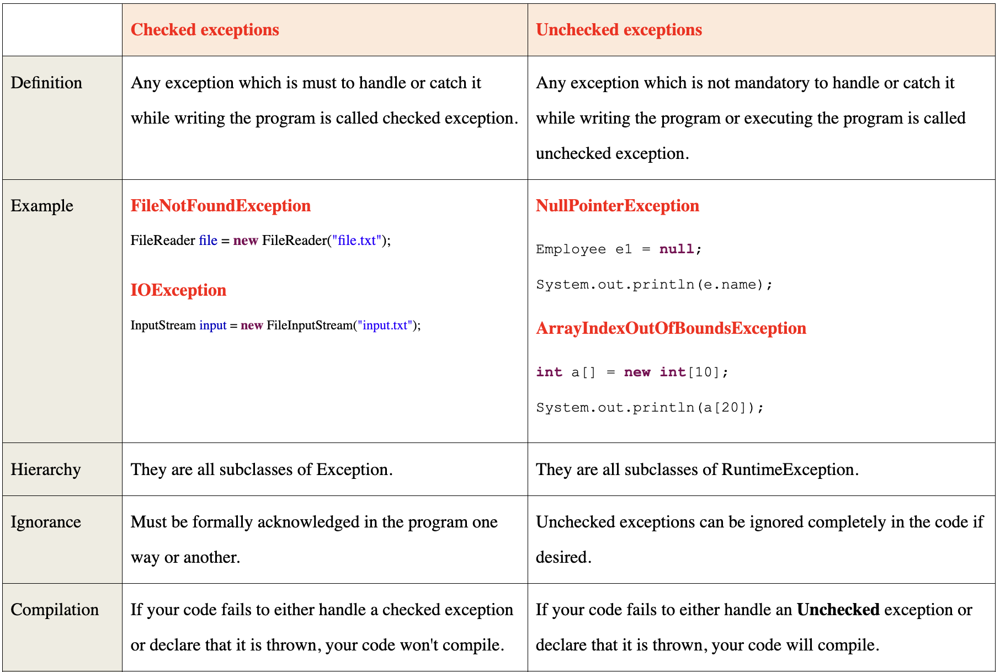 Checked exceptions
Unchecked exceptions
Definition
Any exception which is must to handle or catch it
while writing the program is called checked exception.
Any exception which is not mandatory to handle or catch it
while writing the program or executing the program is called
unchecked exception.
Example
FileNotFoundException
FileReader file = new FileReader("file.txt");
IOException
InputStream input = new FileInputStream("input.txt");
NullPointerException
Employee e1 = null;
System.out.println(e.name);
ArrayIndexOutOfBoundsException
int a[] = new int[10];
System.out.println(a[20]);
Hierarchy
They are all subclasses of Exception.
They are all subclasses of RuntimeException.
Ignorance
Must be formally acknowledged in the program one
way or another.
Unchecked exceptions can be ignored completely in the code if
desired.
Compilation
If your code fails to either handle a checked exception
or declare that it is thrown, your code won't compile.
If your code fails to either handle an Unchecked exception or
declare that it is thrown, your code will compile.